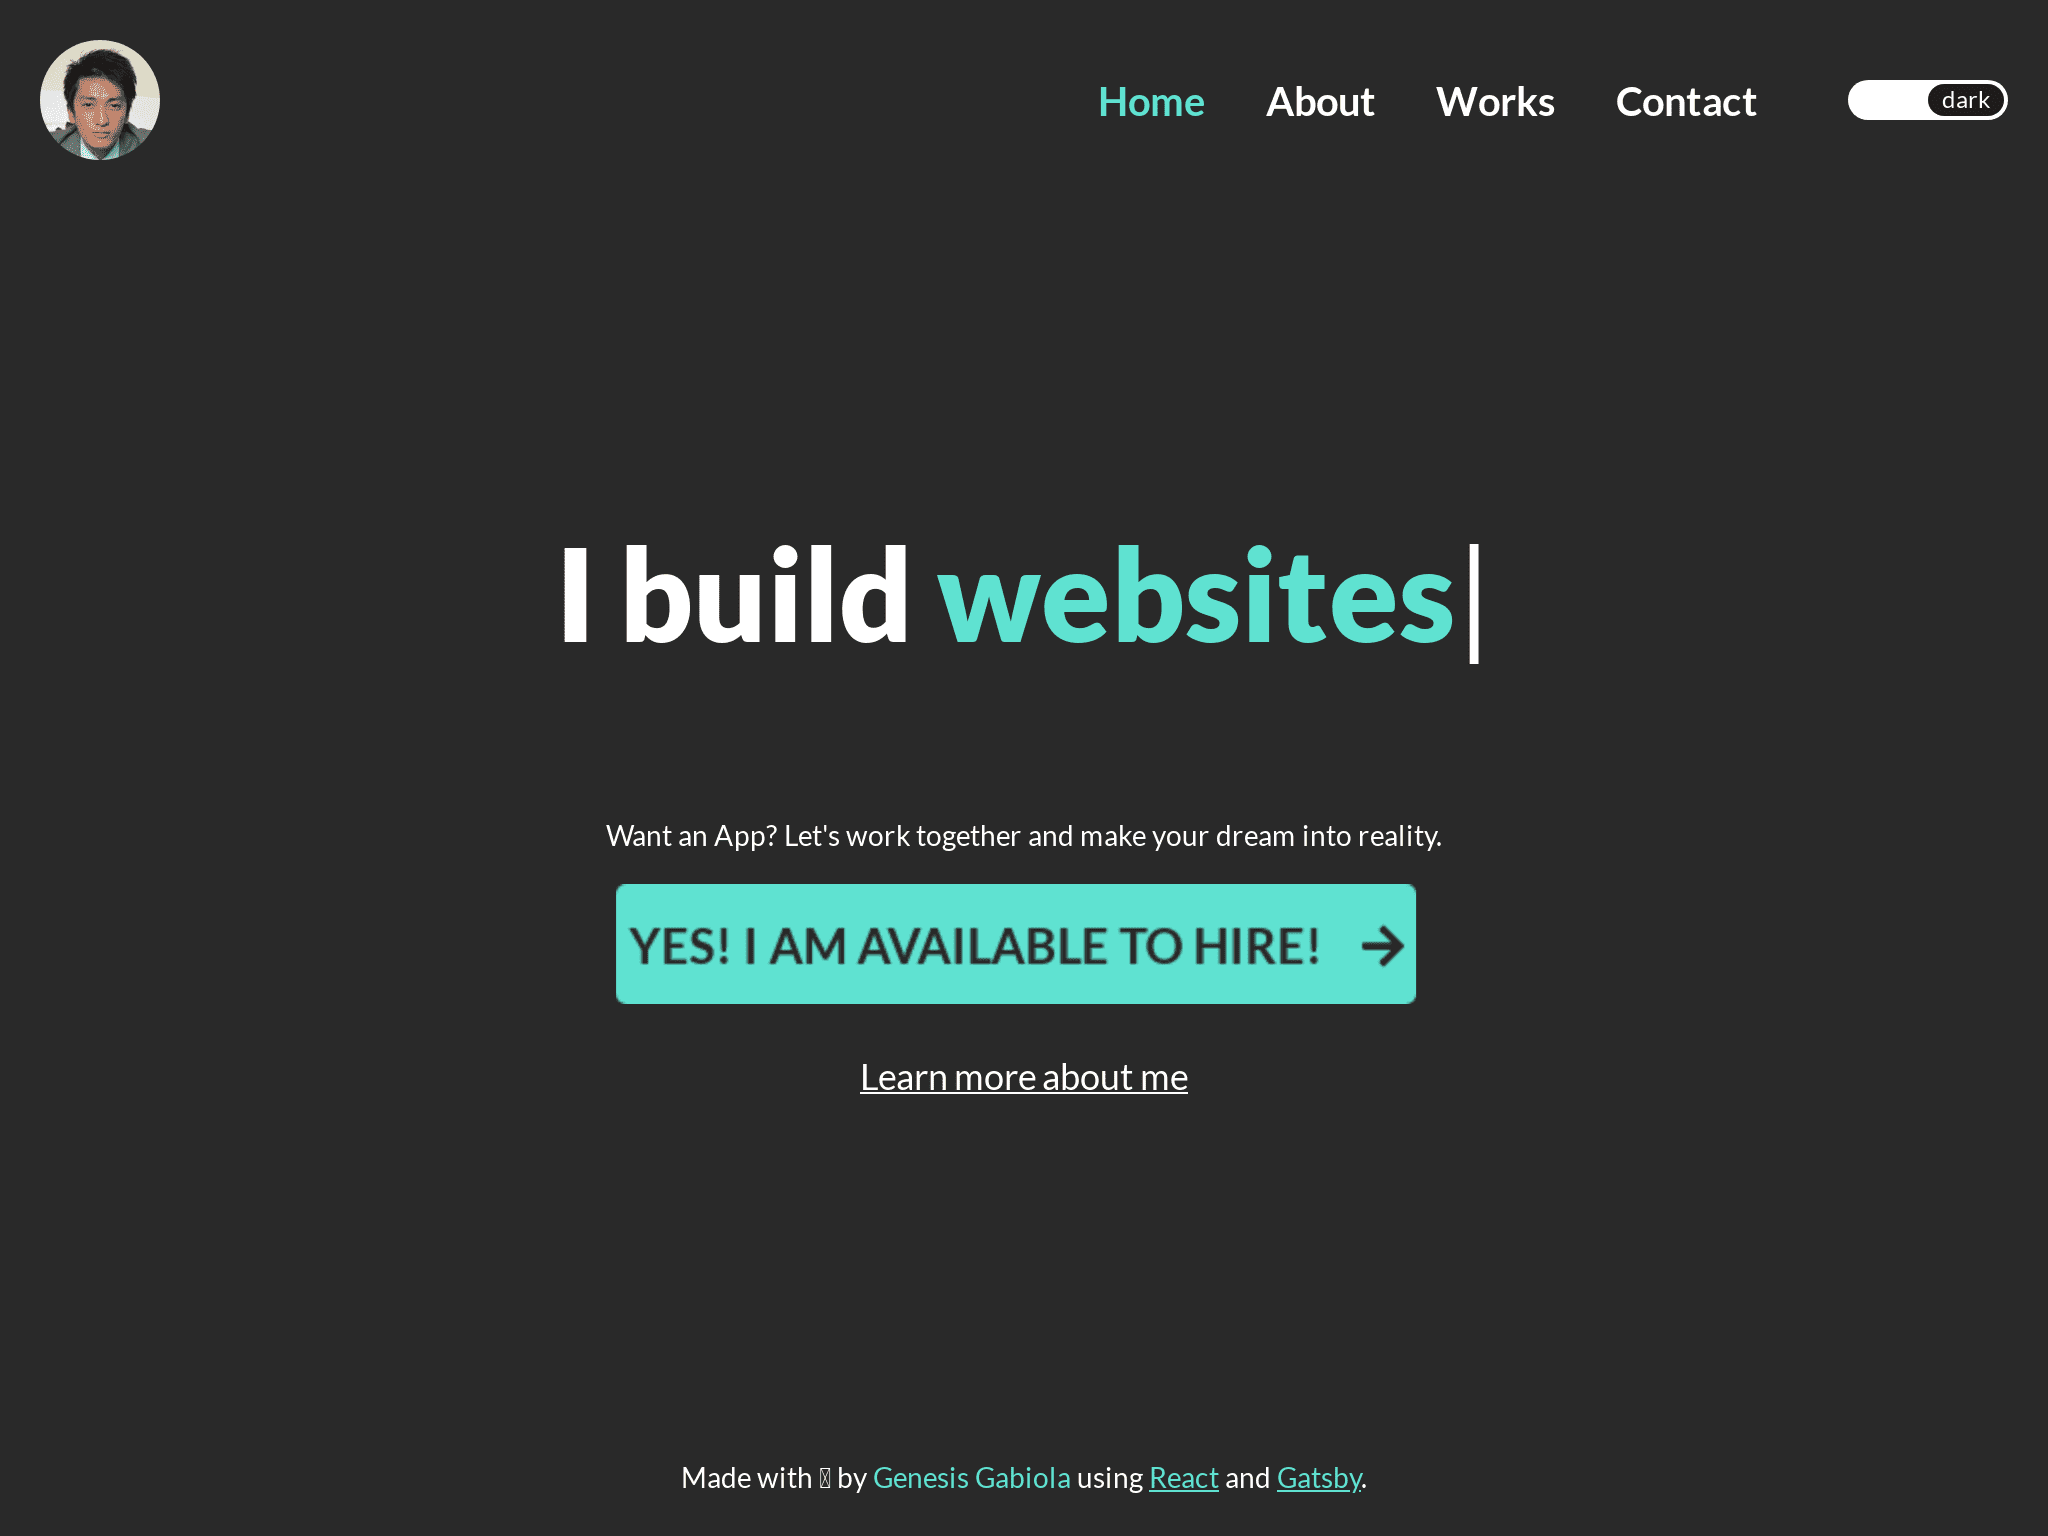 Home About Works Contact dark
I build websites
Want an App? Let's work together and make your dream into reality.
YES! I AM AVAILABLE TO HIRE! →
Learn more about me
Made with by Genesis Gabiola using React and Gatsby.